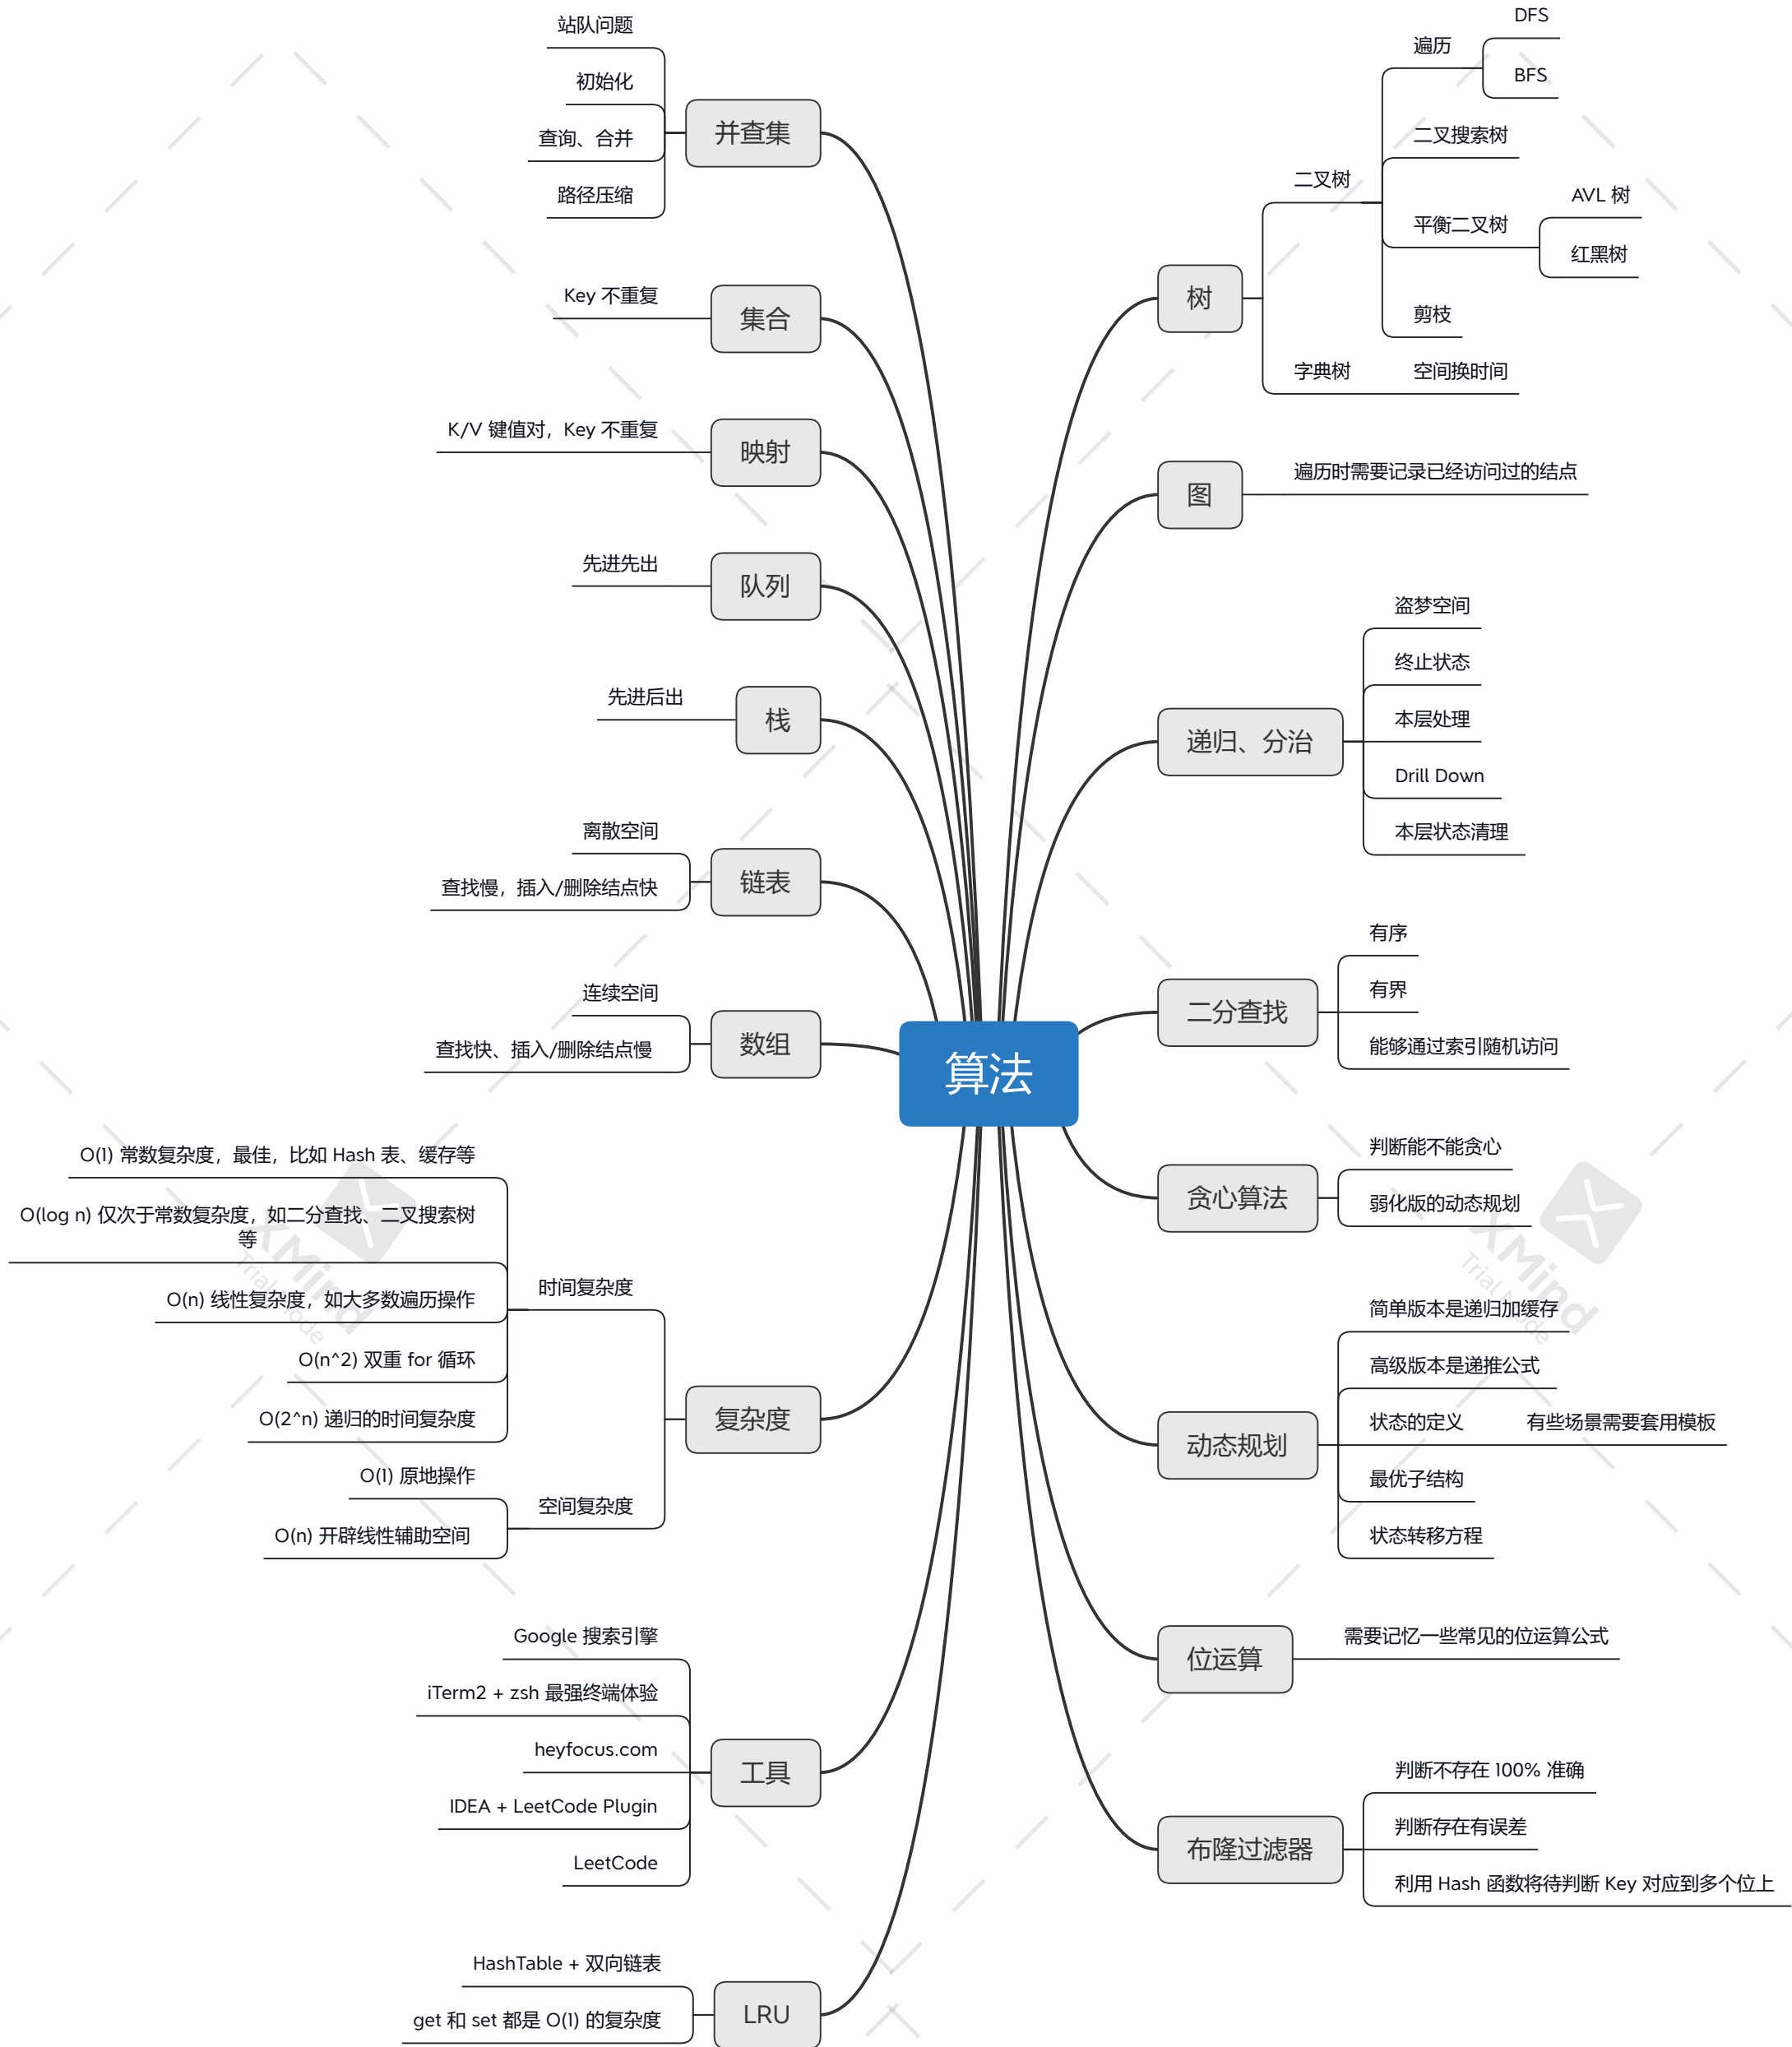 算法
树
二叉树
遍历
DFS
BFS
二叉搜索树
平衡二叉树
AVL 树
红黑树
剪枝
字典树
空间换时间
图
遍历时需要记录已经访问过的结点
递归、分治
盗梦空间
终止状态
本层处理
Drill Down
本层状态清理
二分查找
有序
有界
能够通过索引随机访问
贪心算法
判断能不能贪心
弱化版的动态规划
动态规划
简单版本是递归加缓存
高级版本是递推公式
状态的定义
有些场景需要套用模板
最优子结构
状态转移方程
位运算
需要记忆一些常见的位运算公式
布隆过滤器
判断不存在 100% 准确
判断存在有误差
利用 Hash 函数将待判断 Key 对应到多个位上
并查集
站队问题
初始化
查询、合并
路径压缩
集合
Key 不重复
映射
K/V 键值对，Key 不重复
队列
先进先出
栈
先进后出
链表
离散空间
查找慢，插入/删除结点快
数组
连续空间
查找快、插入/删除结点慢
复杂度
时间复杂度
O(1) 常数复杂度，最佳，比如 Hash 表、缓存等
O(log n) 仅次于常数复杂度，如二分查找、二叉搜索树
等
O(n) 线性复杂度，如大多数遍历操作
O(n^2) 双重 for 循环
O(2^n) 递归的时间复杂度
空间复杂度
O(1) 原地操作
O(n) 开辟线性辅助空间
工具
Google 搜索引擎
iTerm2 + zsh 最强终端体验
heyfocus.com
IDEA + LeetCode Plugin
LeetCode
LRU
HashTable + 双向链表
get 和 set 都是 O(1) 的复杂度
XMind
Trial Mode
XMind
Trial Mode